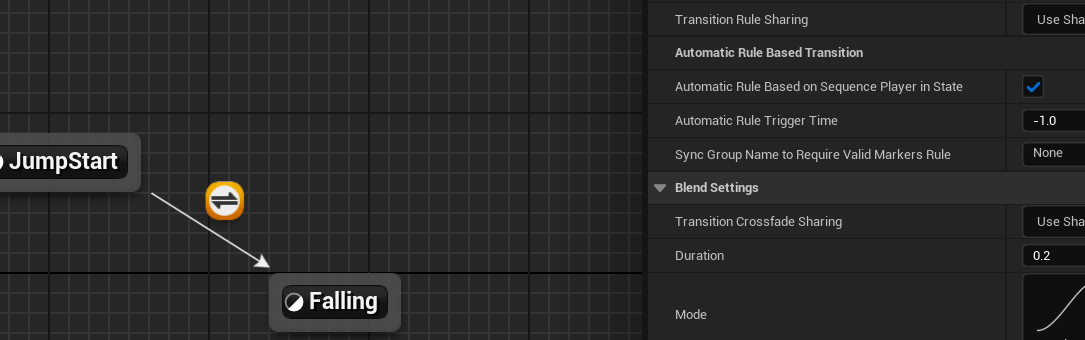 Transition Rule Sharing
Use Sha
Automatic Rule Based Transition
Automatic Rule Based on Sequence Player in State
Automatic Rule Trigger Time
-1.0
JumpStart
Sync Group Name to Require Valid Markers Rule
None
Blend Settings
Transition Crossfade Sharing
Use Sha
Duration
0.2
Falling
Mode